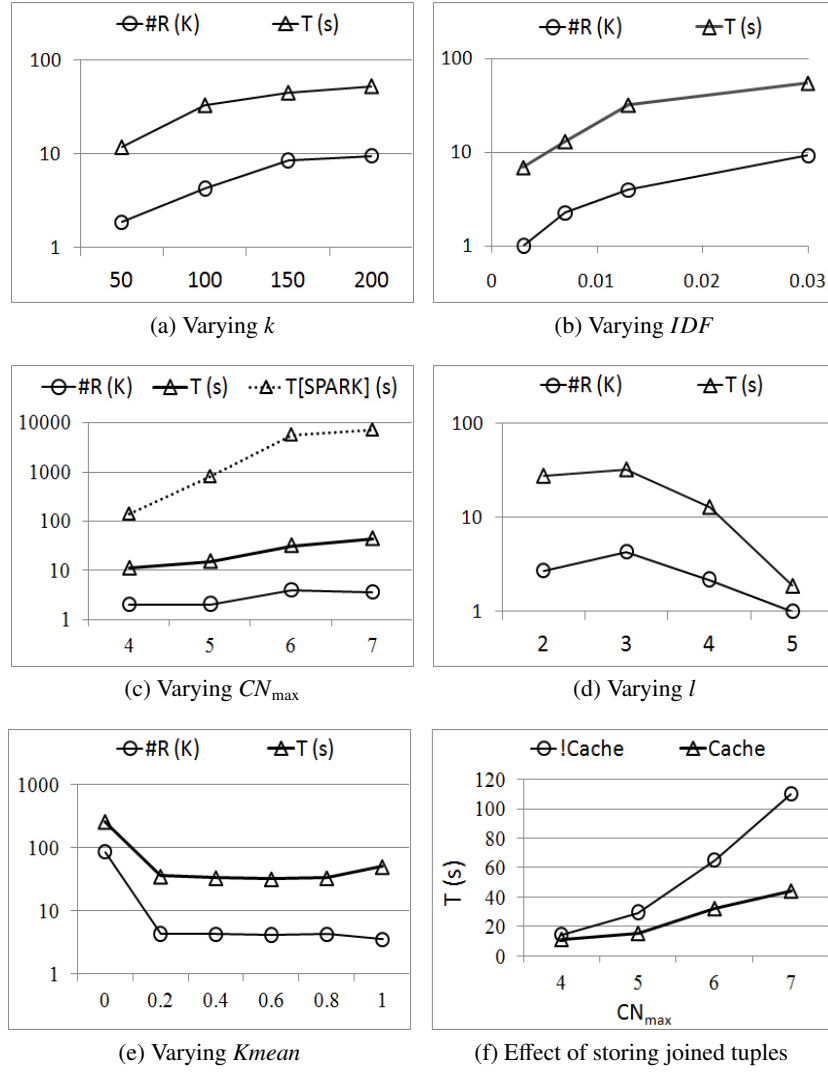 #R (K) T (s)
100
10
1
50 100 150 200
(a) Varying k
#R (K) T (s)
100
10
1
0 0.01 0.02 0.03
(b) Varying IDF
#R (K) T (s) T[SPARK] (s)
10000
1000
100
10
1
4 5 6 7
(c) Varying CNmax
#R (K) T (s)
100
10
1
2 3 4 5
(d) Varying l
#R (K) T (s)
1000
100
10
1
0 0.2 0.4 0.6 0.8 1
(e) Varying Kmean
!Cache Cache
T (s)
120
100
80
60
40
20
0
4 5 6 7
CNmax
(f) Effect of storing joined tuples